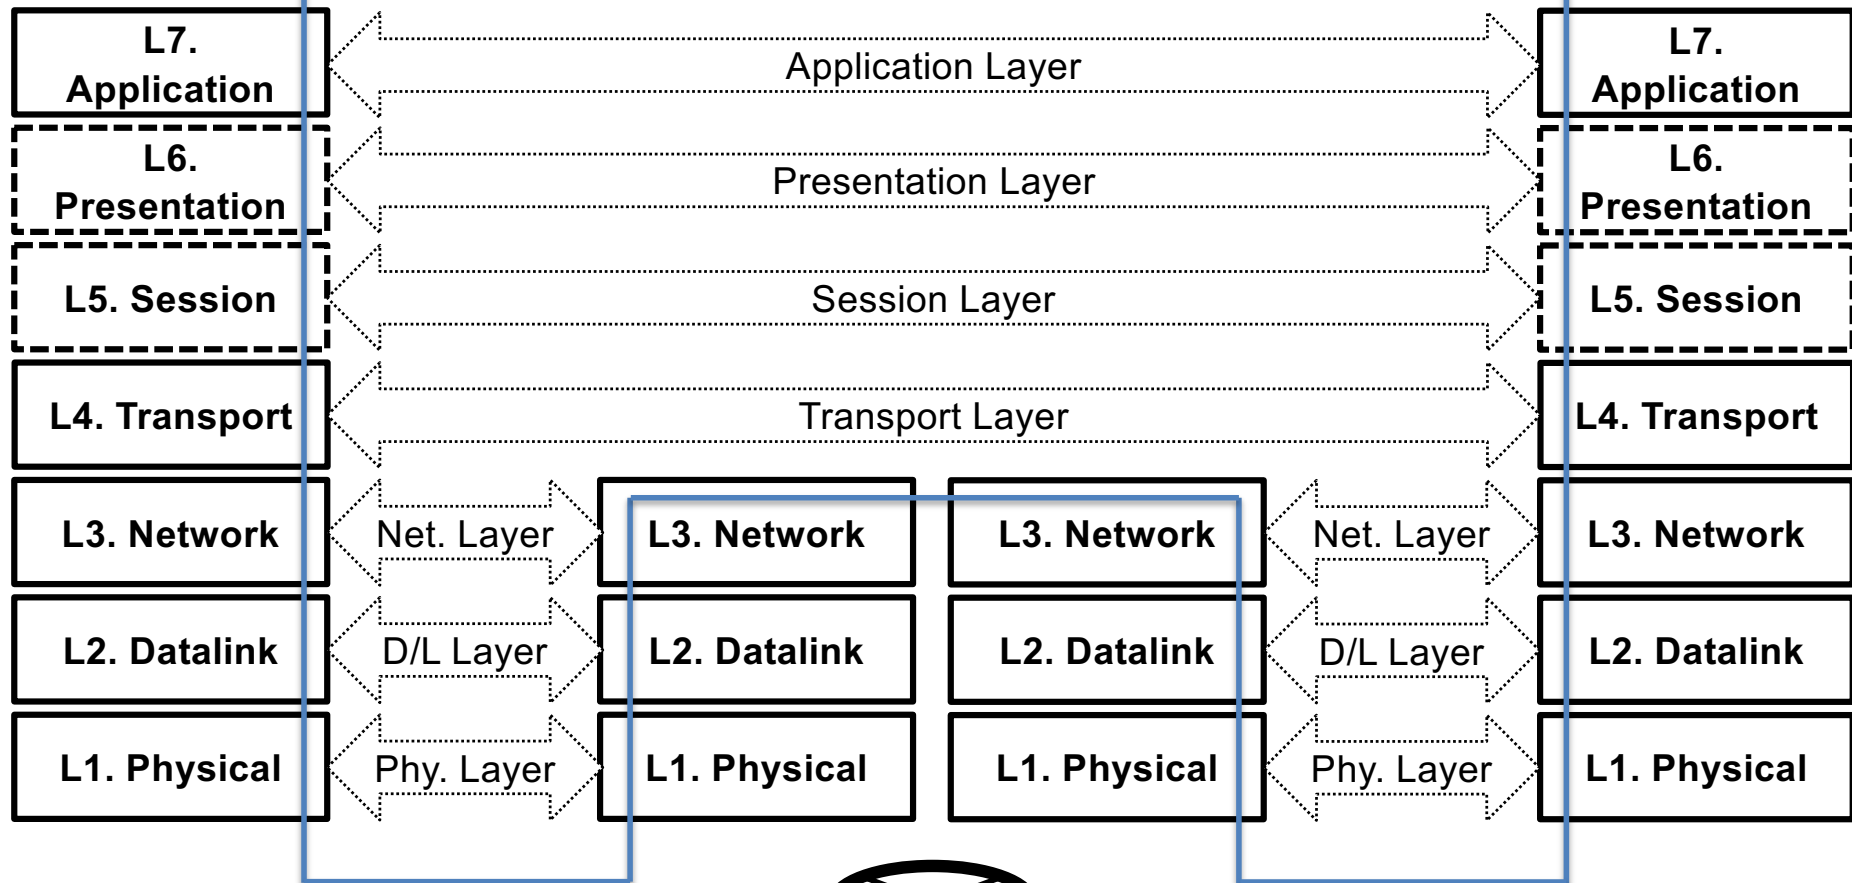 L7.
Application
Application Layer
L7.
Application
L6.
Presentation
Presentation Layer
L6.
Presentation
L5. Session
Session Layer
L5. Session
L4. Transport
Transport Layer
L4. Transport
L3. Network
Net. Layer
L3. Network
L3. Network
Net. Layer
L3. Network
L2. Datalink
D/L Layer
L2. Datalink
L2. Datalink
D/L Layer
L2. Datalink
L1. Physical
Phy. Layer
L1. Physical
L1. Physical
Phy. Layer
L1. Physical